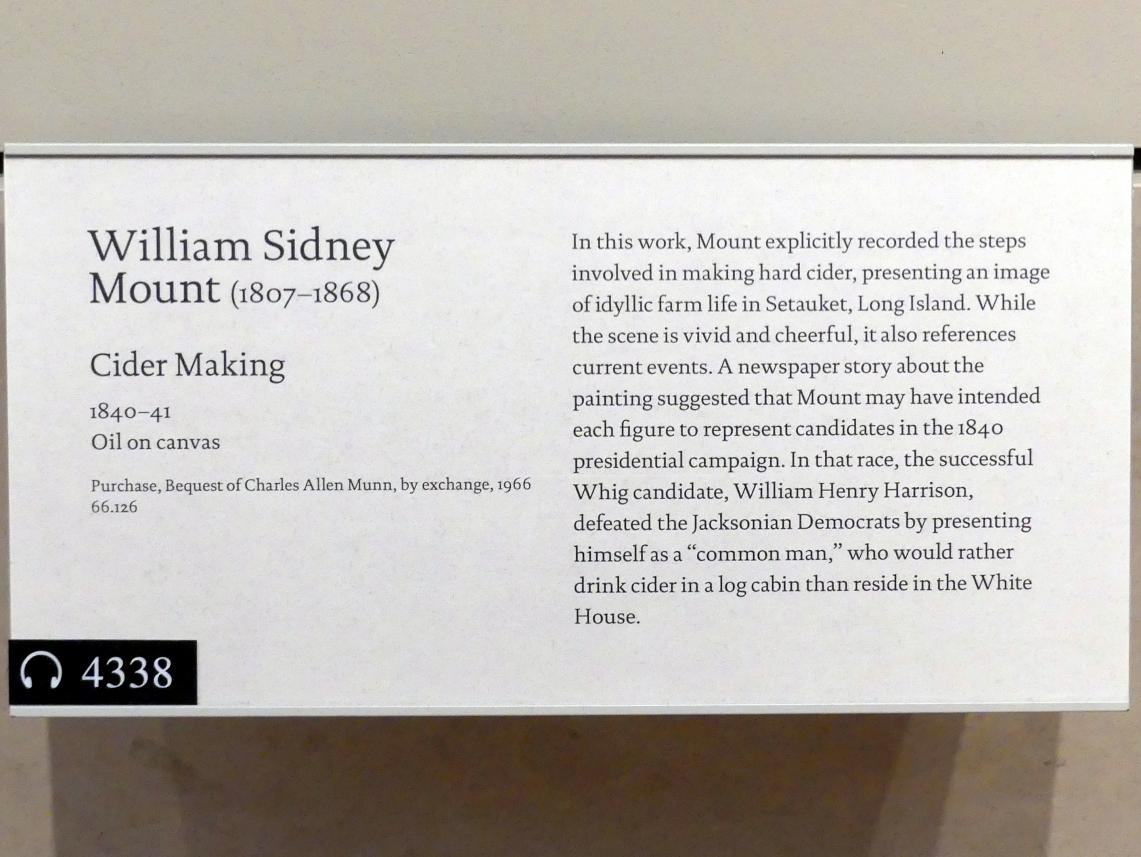 William Sidney
Mount (1807–1868)
Cider Making
1840–41
Oil on canvas
Purchase, Bequest of Charles Allen Munn, by exchange, 1966
66.126
In this work, Mount explicitly recorded the steps
involved in making hard cider, presenting an image
of idyllic farm life in Setauket, Long Island. While
the scene is vivid and cheerful, it also references
current events. A newspaper story about the
painting suggested that Mount may have intended
each figure to represent candidates in the 1840
presidential campaign. In that race, the successful
Whig candidate, William Henry Harrison,
defeated the Jacksonian Democrats by presenting
himself as a “common man,” who would rather
drink cider in a log cabin than reside in the White
House.
4338